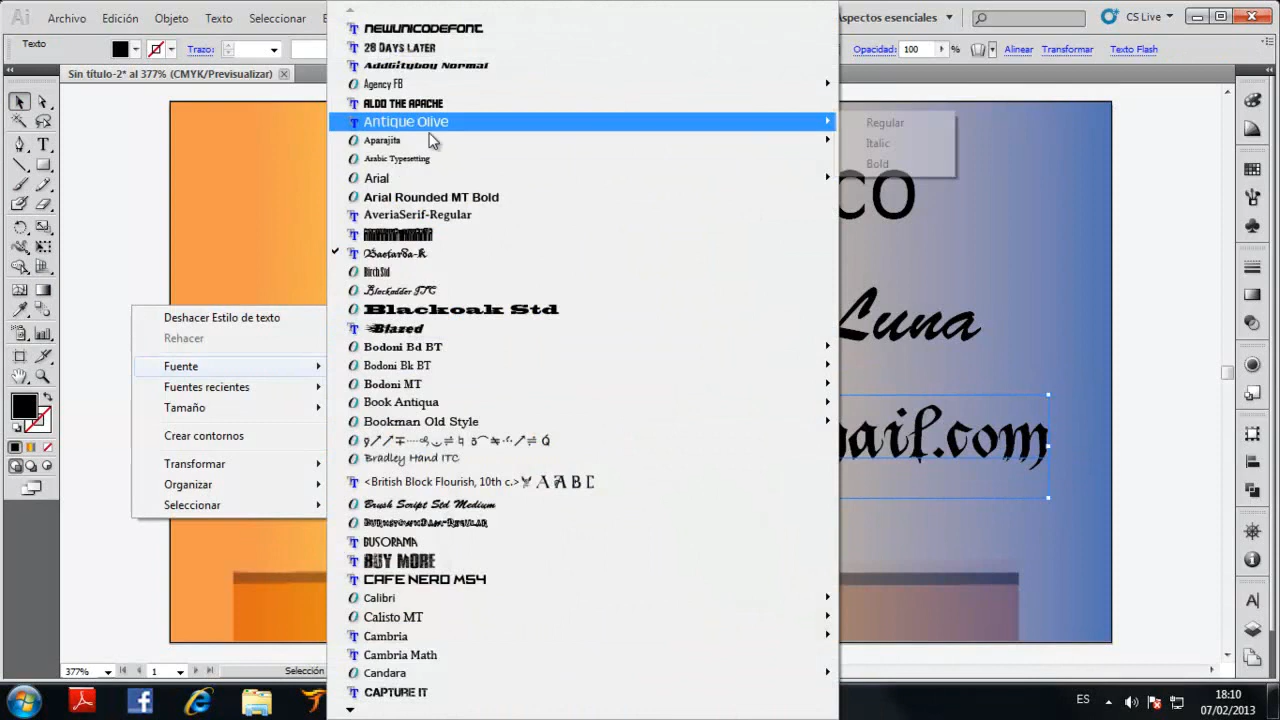 Ai
Archivo
Edición
Objeto
Texto
Seleccionar
Aspectos esenciales
CS Live
Texto
Trazo:
Opacidad:
100
%
Alinear
Transformar
Texto Flash
Sin título-2* al 377% (CMYK/Previsualizar)
NEWUNICODEFONT
28 Days Later
AddCityboy Normal
Agency FB
ALDO THE APACHE
Antique Olive
Regular
Italic
Bold
Aparajita
Arabic Typesetting
Arial
Arial Rounded MT Bold
AveriaSerif-Regular
Bastarda-K
Birch Std
Blackadder ITC
Blackoak Std
Blazed
Bodoni Bd BT
Bodoni Bk BT
Bodoni MT
Book Antiqua
Bookman Old Style
Bradley Hand ITC
<British Block Flourish, 10th c.>
Brush Script Std Medium
BUSORAMA
BUY MORE
CAFE NERO M54
Calibri
Calisto MT
Cambria
Cambria Math
Candara
CAPTURE IT
Deshacer Estilo de texto
Rehacer
Fuente
Fuentes recientes
Tamaño
Crear contornos
Transformar
Organizar
Seleccionar
CO
Luna
mail.com
377%
1
Selección
ES
18:10
07/02/2013